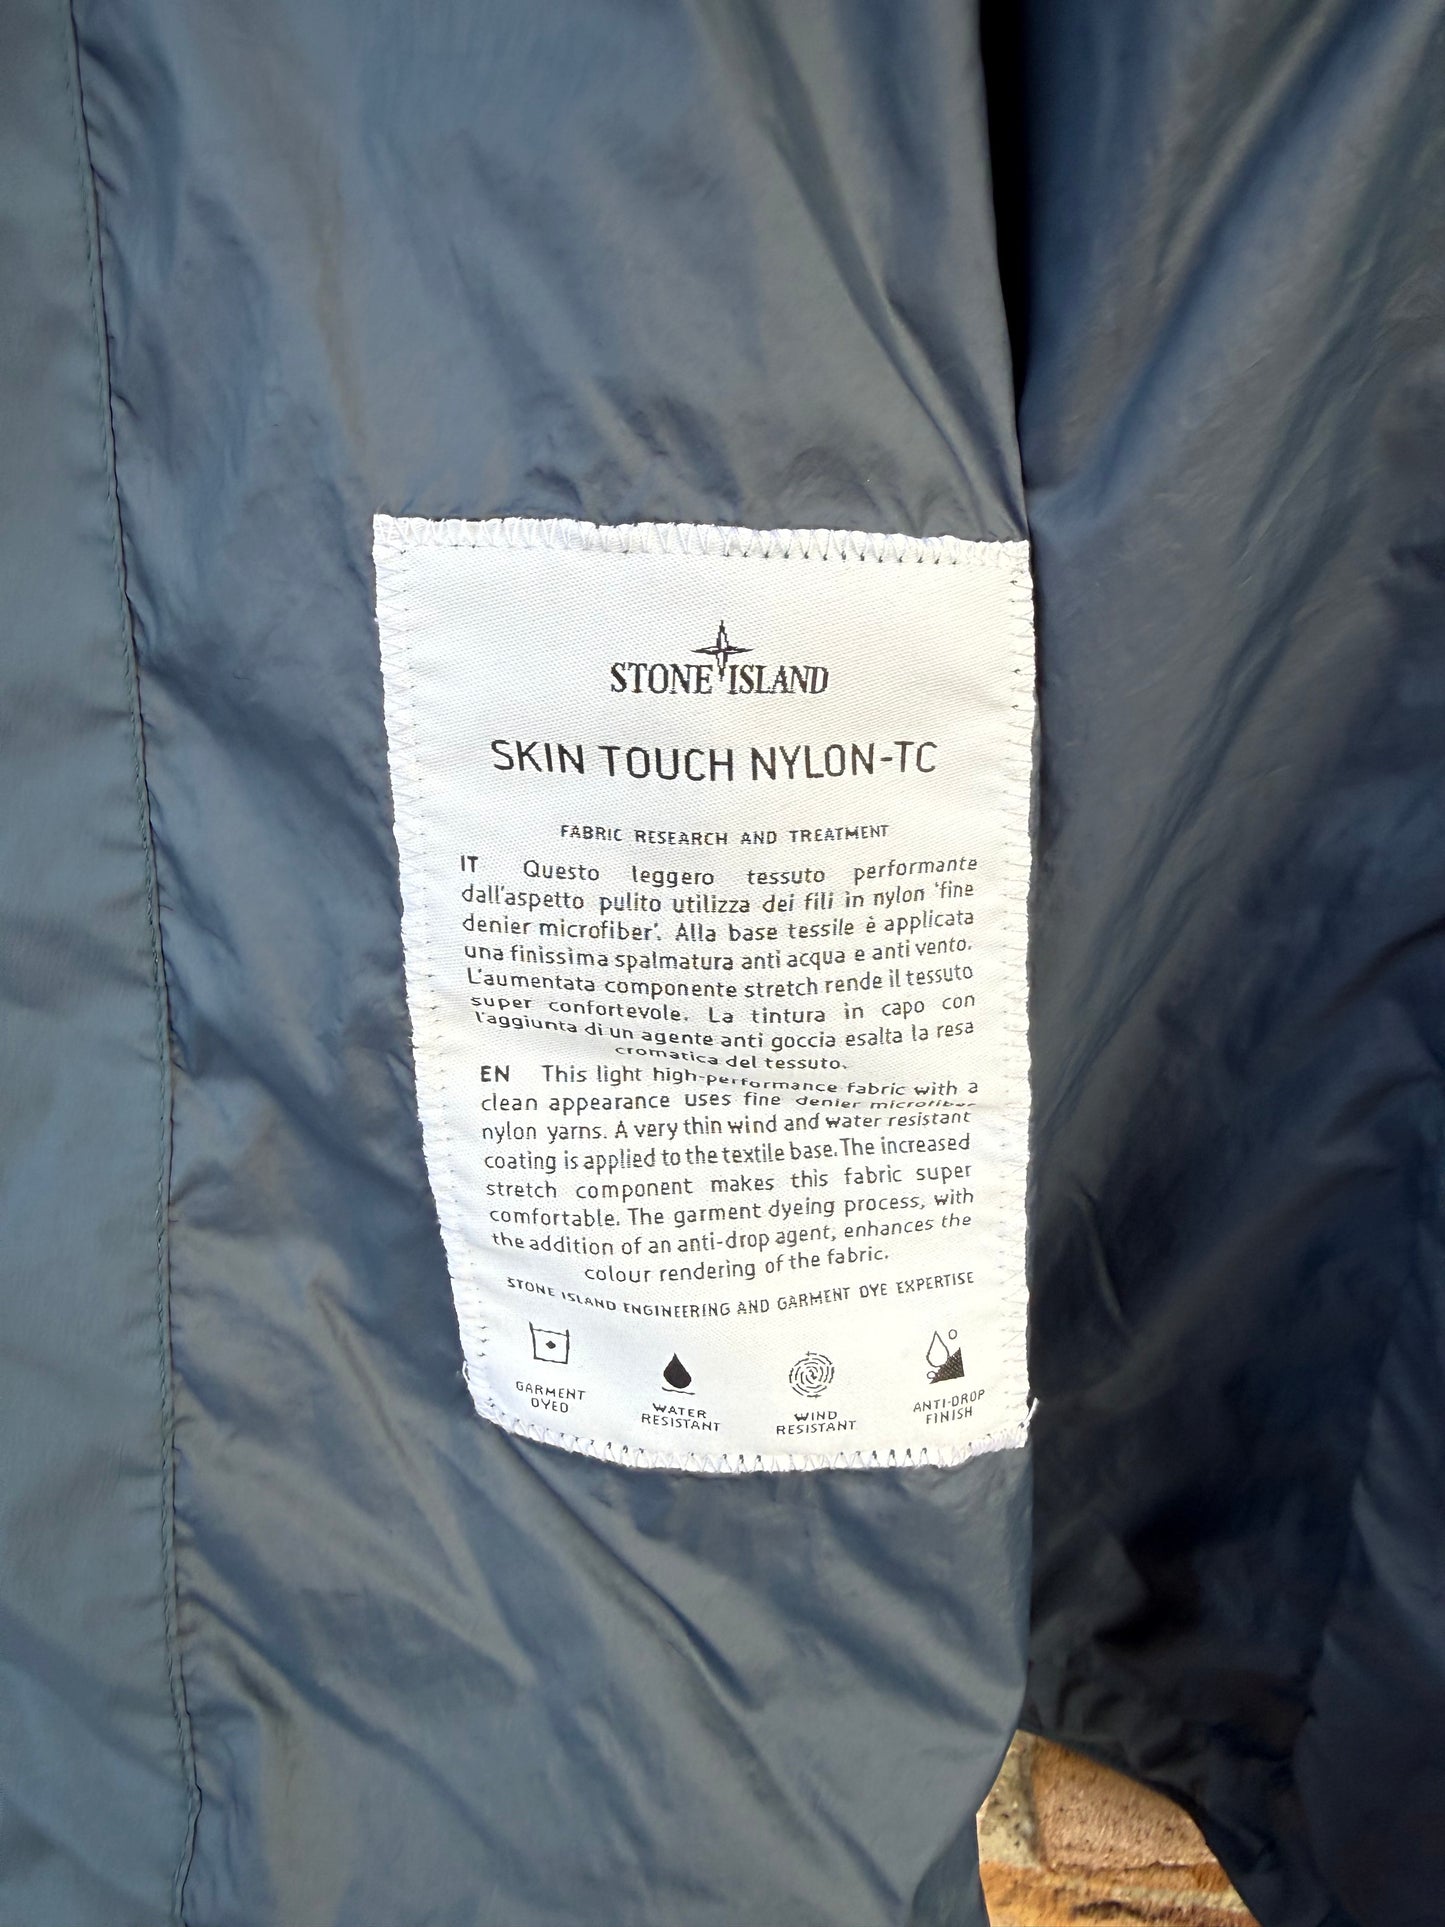 STONE ISLAND
SKIN TOUCH NYLON-TC
FABRIC RESEARCH AND TREATMENT
IT Questo leggero tessuto performante
dall'aspetto pulito utilizza dei fili in nylon 'fine
denier microfiber'. Alla base tessile è applicata
una finissima spalmatura anti acqua e anti vento.
L'aumentata componente stretch rende il tessuto
super confortevole. La tintura in capo con
l'aggiunta di un agente anti goccia esalta la resa
cromatica del tessuto.
EN This light high-performance fabric with a
clean appearance uses fine denier microfiber
nylon yarns. A very thin wind and water resistant
coating is applied to the textile base. The increased
stretch component makes this fabric super
comfortable. The garment dyeing process, with
the addition of an anti-drop agent, enhances the
colour rendering of the fabric.
STONE ISLAND ENGINEERING AND GARMENT DYE EXPERTISE
GARMENT
DYED
WATER
RESISTANT
WIND
RESISTANT
ANTI-DROP
FINISH